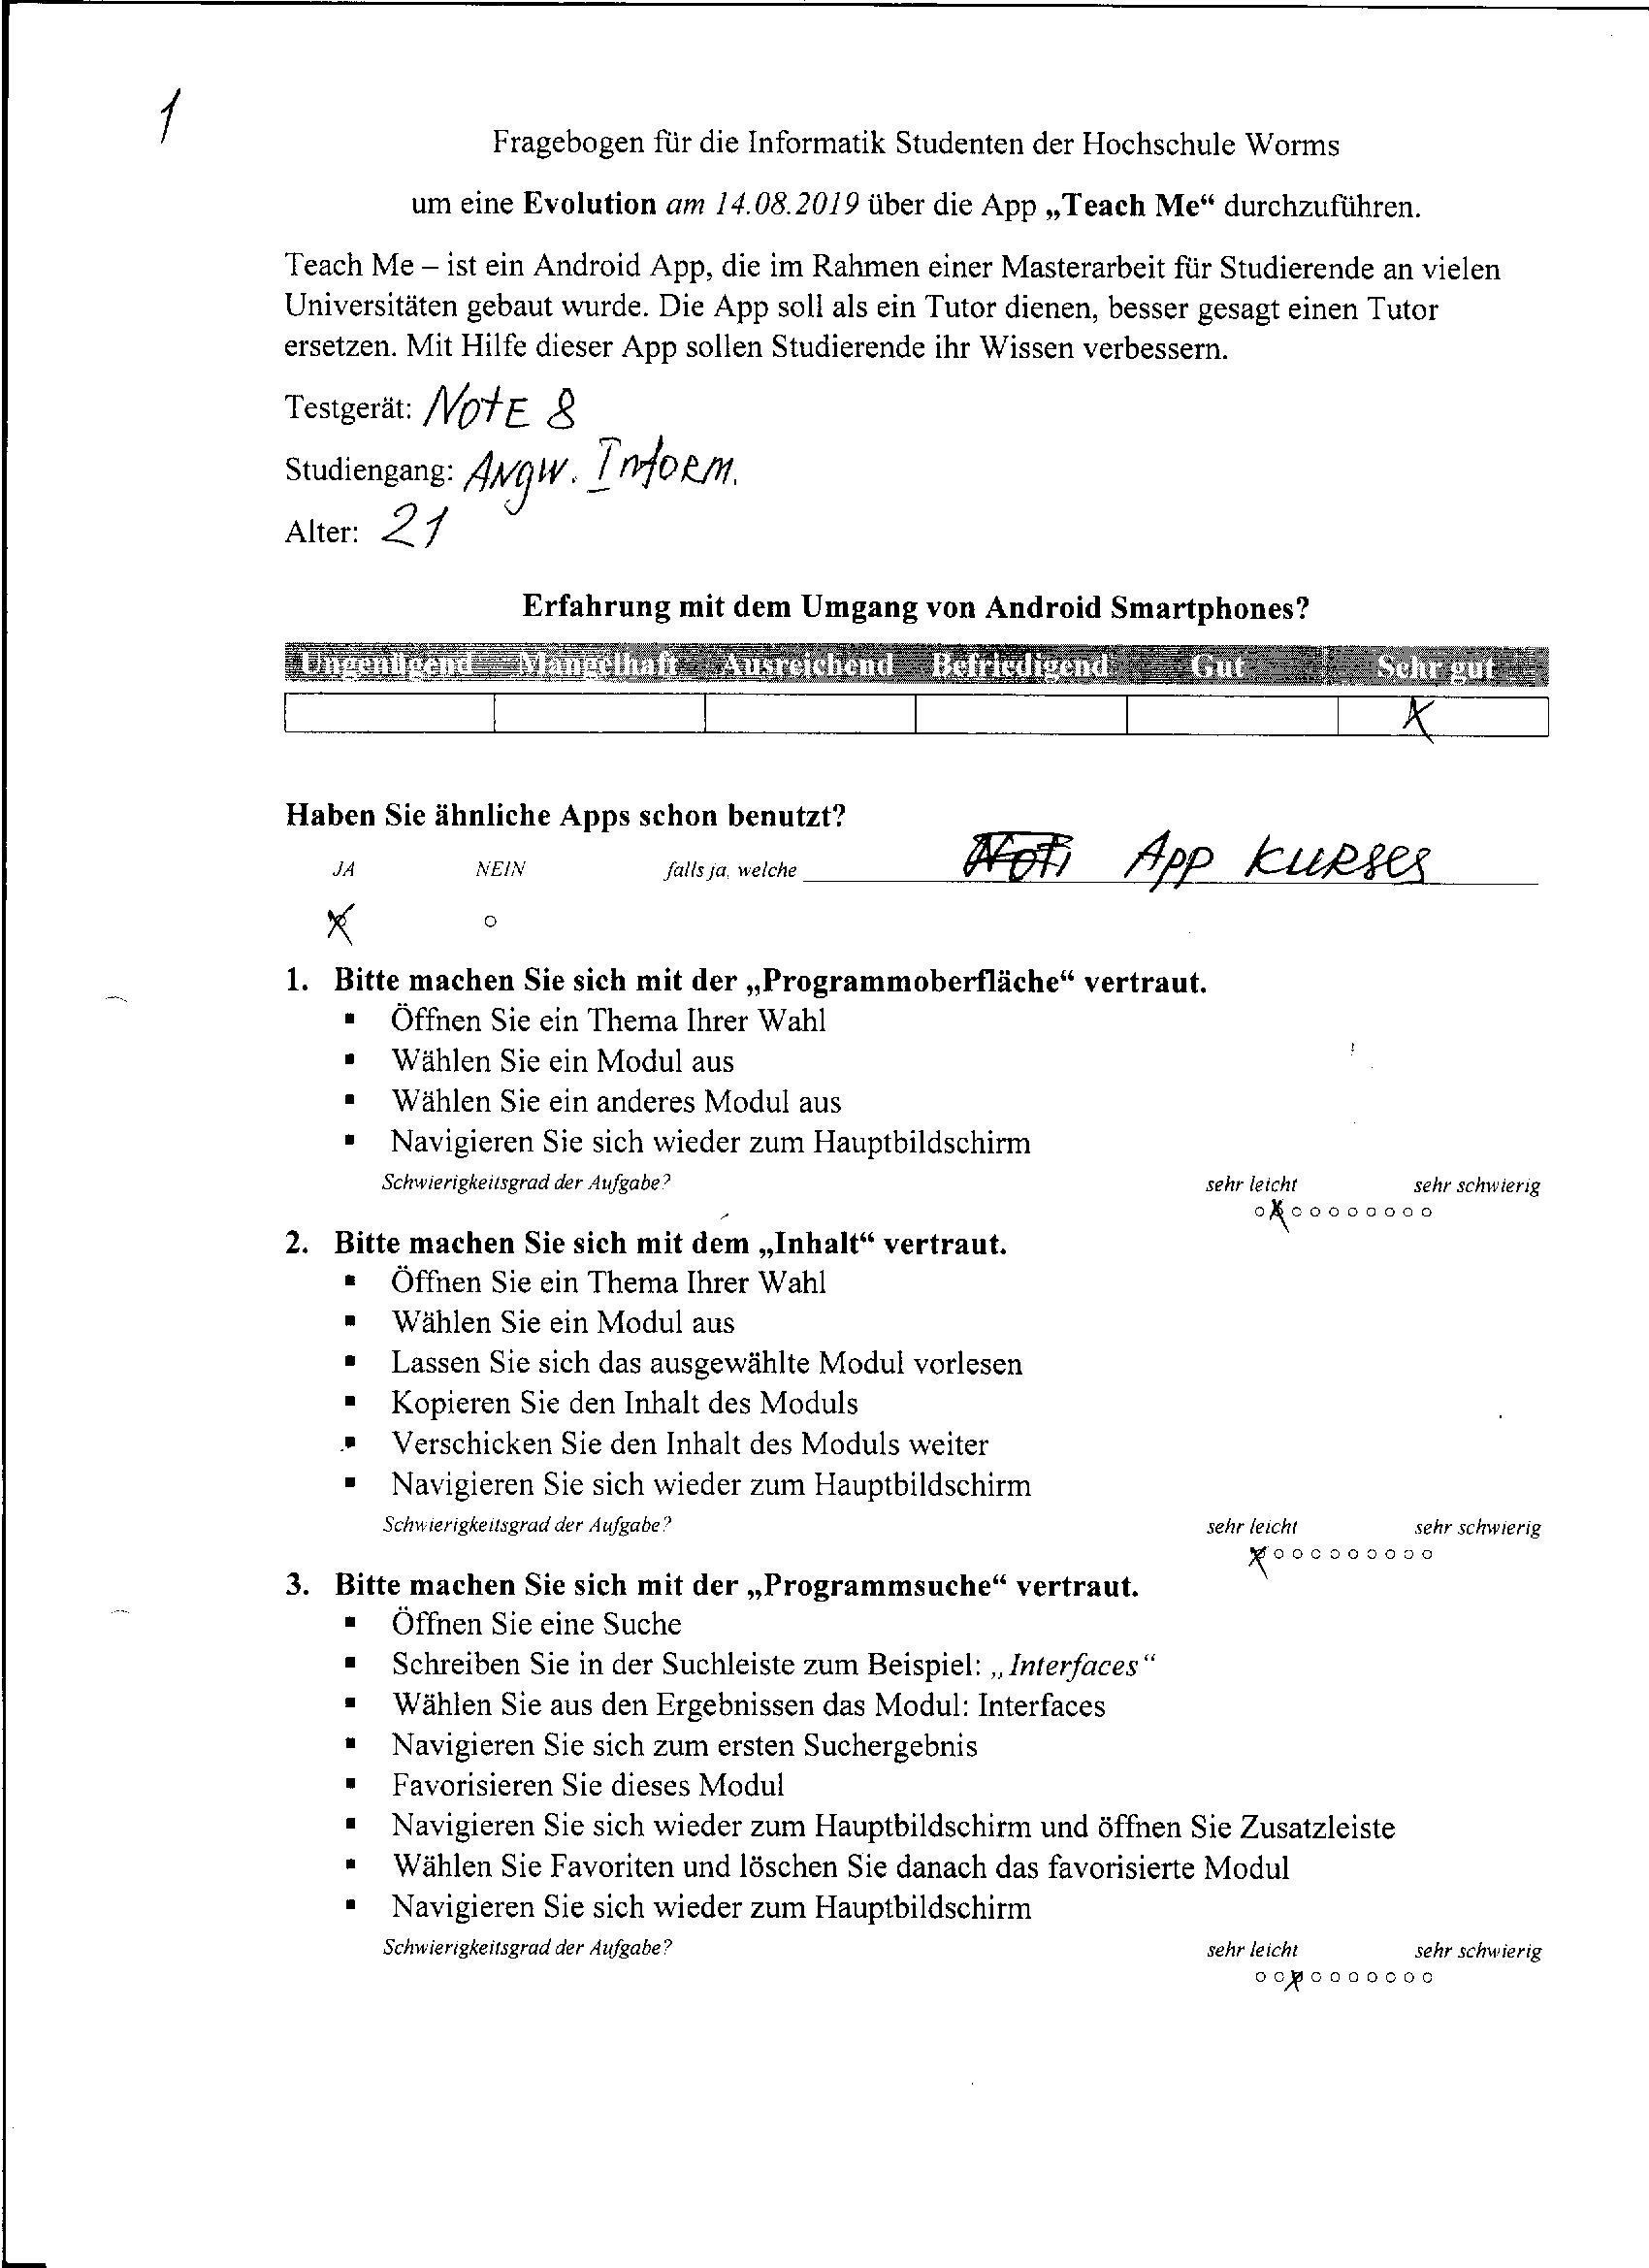 1
Fragebogen für die Informatik Studenten der Hochschule Worms
um eine Evolution am 14.08.2019 über die App „Teach Me“ durchzuführen.
Teach Me – ist ein Android App, die im Rahmen einer Masterarbeit für Studierende an vielen
Universitäten gebaut wurde. Die App soll als ein Tutor dienen, besser gesagt einen Tutor
ersetzen. Mit Hilfe dieser App sollen Studierende ihr Wissen verbessern.
Testgerät: NOtE 8
Studiengang: ANgW. InfoRM.
Alter: 21
Erfahrung mit dem Umgang von Android Smartphones?
Ungenügend Mangelhaft Ausreichend Befriedigend Gut Sehr gut
X
Haben Sie ähnliche Apps schon benutzt?
JA NEIN falls ja, welche App KURSES
X ○
1. Bitte machen Sie sich mit der „Programmoberfläche“ vertraut.
▪ Öffnen Sie ein Thema Ihrer Wahl
▪ Wählen Sie ein Modul aus
▪ Wählen Sie ein anderes Modul aus
▪ Navigieren Sie sich wieder zum Hauptbildschirm
Schwierigkeitsgrad der Aufgabe? sehr leicht sehr schwierig
○X○○○○○○○○
2. Bitte machen Sie sich mit dem „Inhalt“ vertraut.
▪ Öffnen Sie ein Thema Ihrer Wahl
▪ Wählen Sie ein Modul aus
▪ Lassen Sie sich das ausgewählte Modul vorlesen
▪ Kopieren Sie den Inhalt des Moduls
▪ Verschicken Sie den Inhalt des Moduls weiter
▪ Navigieren Sie sich wieder zum Hauptbildschirm
Schwierigkeitsgrad der Aufgabe? sehr leicht sehr schwierig
X○○○○○○○○○
3. Bitte machen Sie sich mit der „Programmsuche“ vertraut.
▪ Öffnen Sie eine Suche
▪ Schreiben Sie in der Suchleiste zum Beispiel: „Interfaces“
▪ Wählen Sie aus den Ergebnissen das Modul: Interfaces
▪ Navigieren Sie sich zum ersten Suchergebnis
▪ Favorisieren Sie dieses Modul
▪ Navigieren Sie sich wieder zum Hauptbildschirm und öffnen Sie Zusatzleiste
▪ Wählen Sie Favoriten und löschen Sie danach das favorisierte Modul
▪ Navigieren Sie sich wieder zum Hauptbildschirm
Schwierigkeitsgrad der Aufgabe? sehr leicht sehr schwierig
○○X○○○○○○○